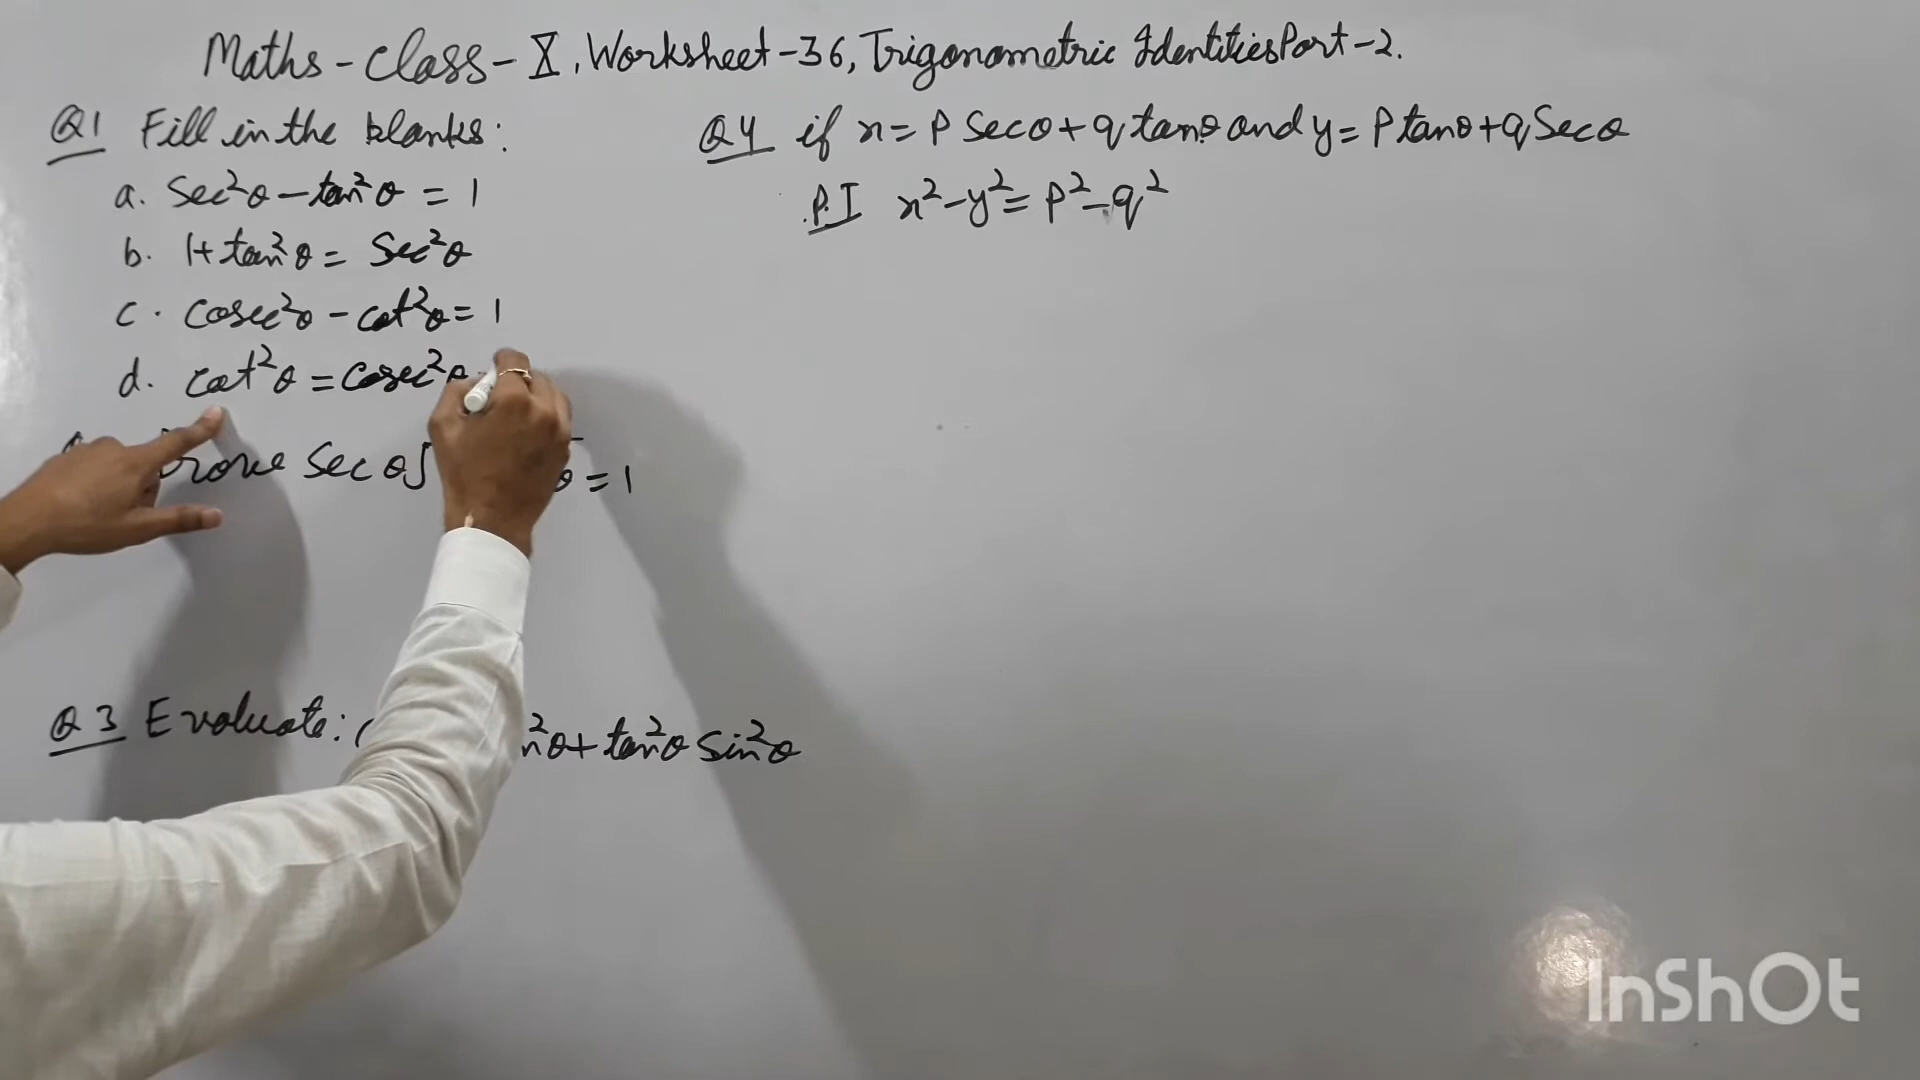 Maths - Class - X, Worksheet-36, Trigonometric Identities Part-2.
Q1 Fill in the blanks:
a. Sec²θ - tan²θ = 1
b. 1+ tan²θ = Sec²θ
c. Cosec²θ - cot²θ = 1
d. cot²θ = Cosec²θ
Prove Sec θ = 1
Q3 Evaluate: θ + tan²θ Sin²θ
Q4 if x = P Secθ + q tanθ and y = P tanθ + q Secθ
P.T x² - y² = P² - q²
InShOt